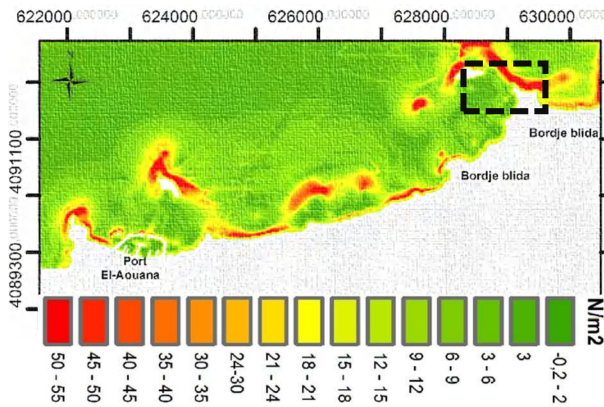 622000 624000 626000 628000 630000
4091100
4089300
Bordje blida
Bordje blida
Port
El-Aouana
N/m2
50 - 55
45 - 50
40 - 45
35 - 40
30 - 35
24-30
21 - 24
18 - 21
15 - 18
12 - 15
9 - 12
6 - 9
3 - 6
3
-0,2 - 2